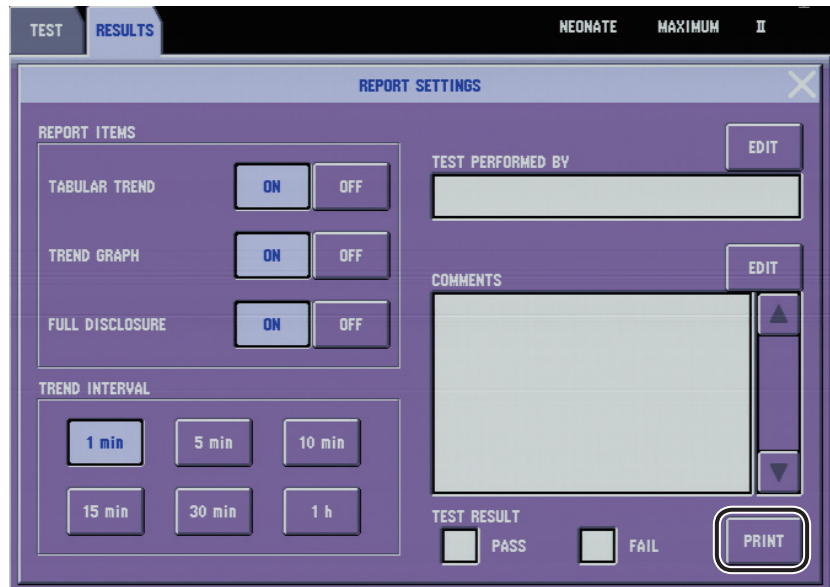 TEST RESULTS NEONATE MAXIMUM II
REPORT SETTINGS
REPORT ITEMS
TABULAR TREND ON OFF
TREND GRAPH ON OFF
FULL DISCLOSURE ON OFF
TREND INTERVAL
1 min 5 min 10 min
15 min 30 min 1 h
EDIT
TEST PERFORMED BY
EDIT
COMMENTS
TEST RESULT
PASS FAIL PRINT